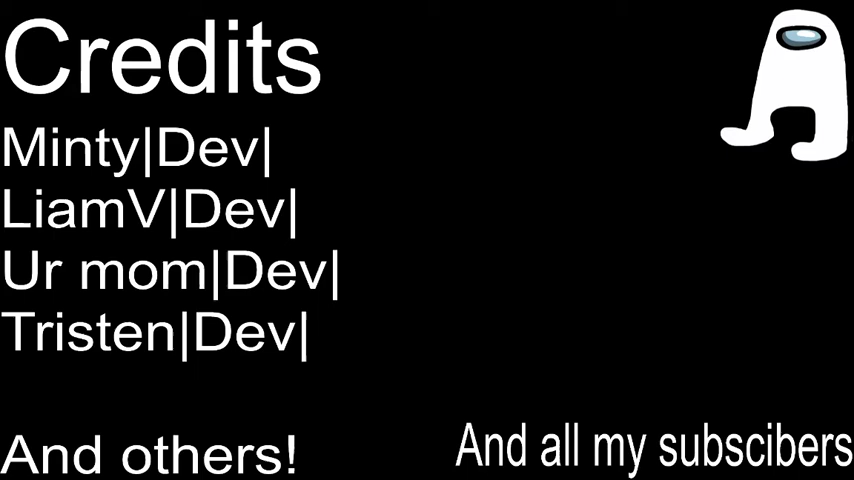 Credits
Minty|Dev|
LiamV|Dev|
Ur mom|Dev|
Tristen|Dev|
And others!
And all my subscibers